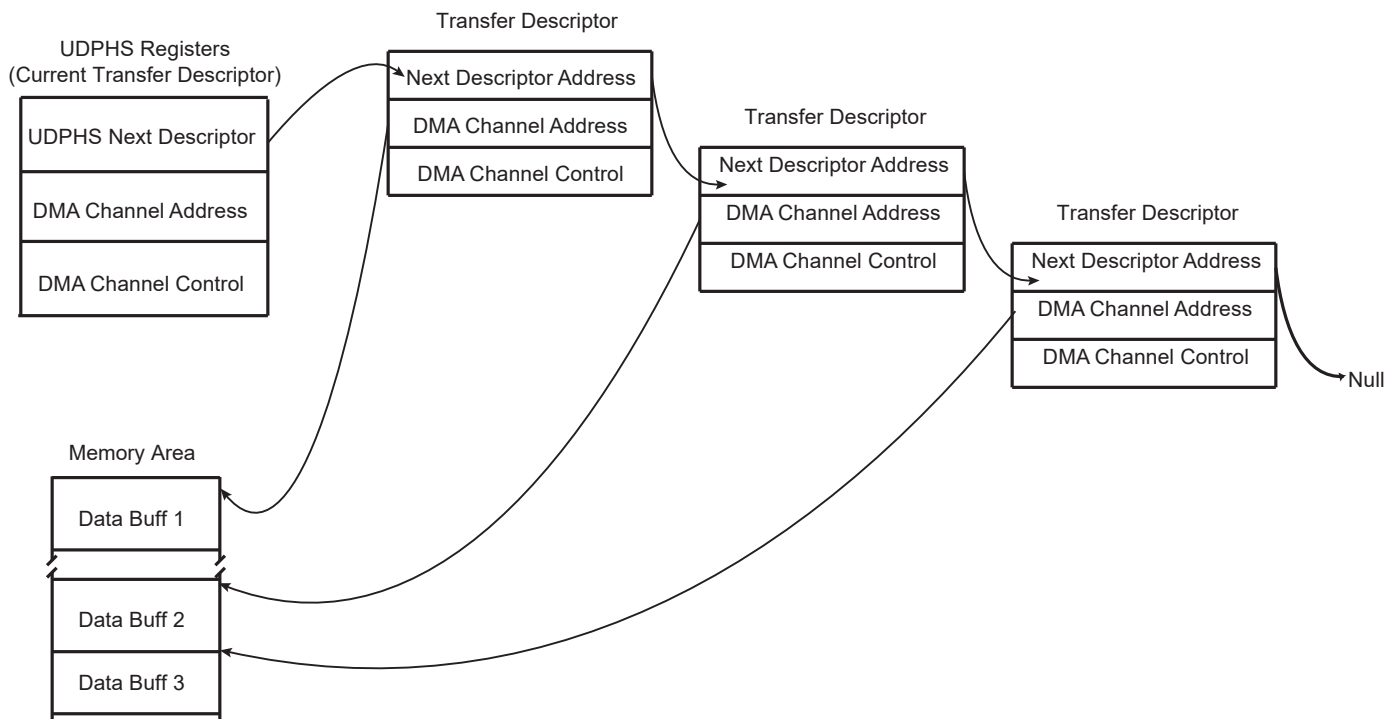 UDPHS Registers
(Current Transfer Descriptor)
UDPHS Next Descriptor
DMA Channel Address
DMA Channel Control
Transfer Descriptor
Next Descriptor Address
DMA Channel Address
DMA Channel Control
Transfer Descriptor
Next Descriptor Address
DMA Channel Address
DMA Channel Control
Transfer Descriptor
Next Descriptor Address
DMA Channel Address
DMA Channel Control
Null
Memory Area
Data Buff 1
Data Buff 2
Data Buff 3